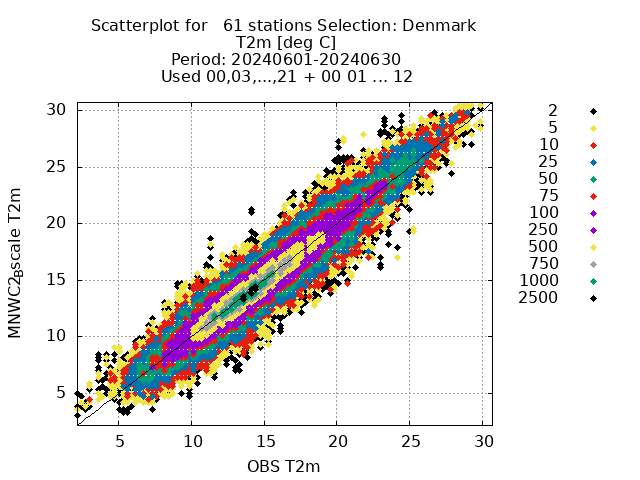 Scatterplot for   61 stations Selection: Denmark
T2m [deg C]
Period: 20240601-20240630
Used 00,03,...,21 + 00 01 ... 12
MNWC2Bscale T2m
30
25
20
15
10
5
5 10 15 20 25 30
OBS T2m
2
5
10
25
50
75
100
250
500
750
1000
2500